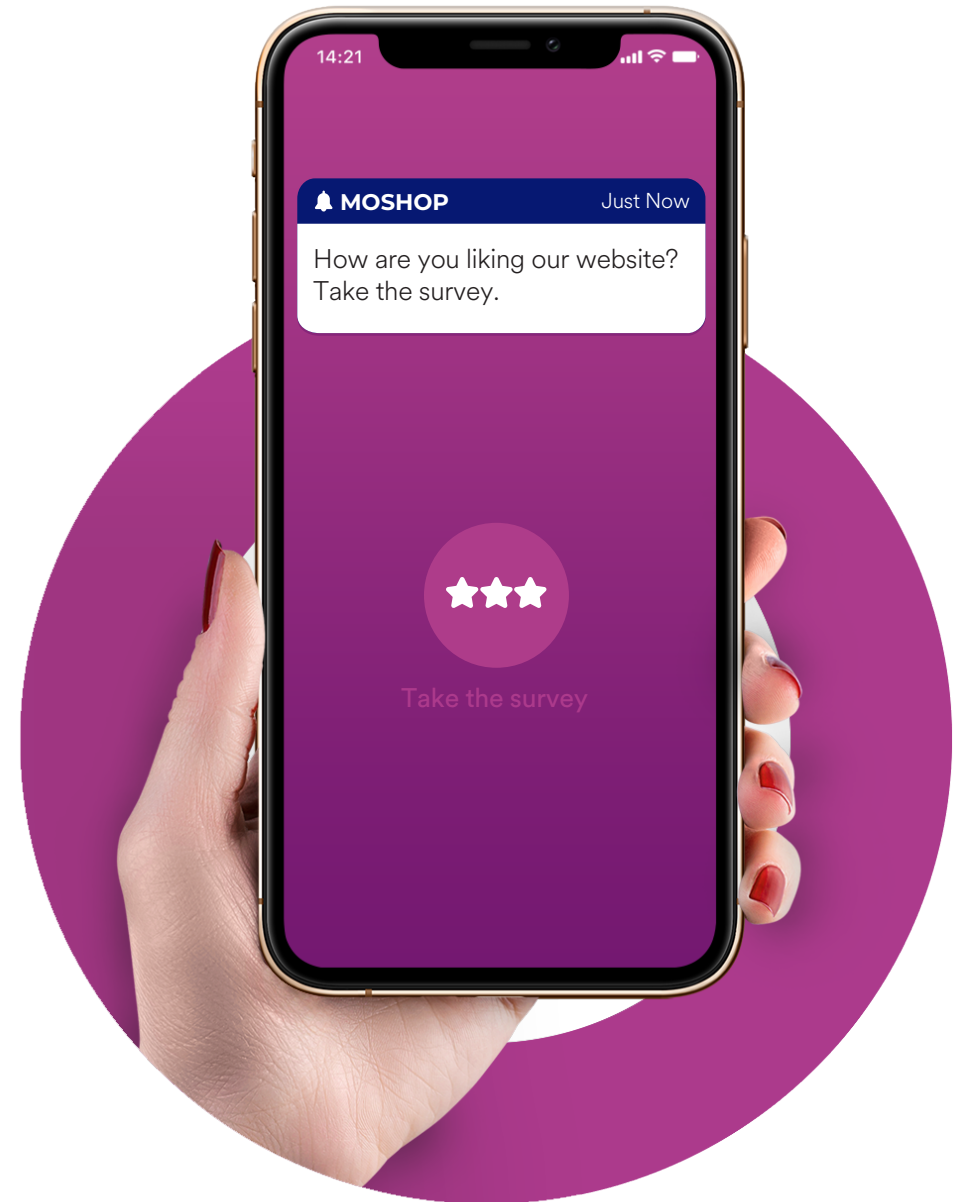 14:21
MOSHOP Just Now
How are you liking our website?
Take the survey.
Take the survey